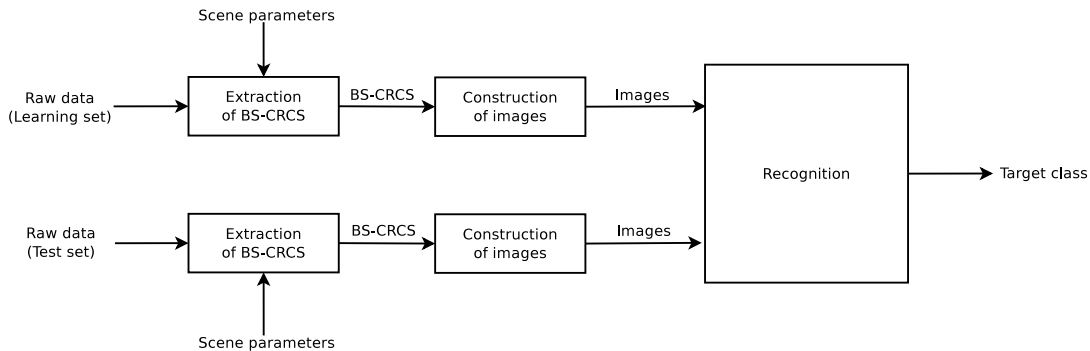 Scene parameters
Raw data
(Learning set)
Extraction
of BS-CRCS
BS-CRCS
Construction
of images
Images
Recognition
Target class
Raw data
(Test set)
Extraction
of BS-CRCS
BS-CRCS
Construction
of images
Images
Scene parameters